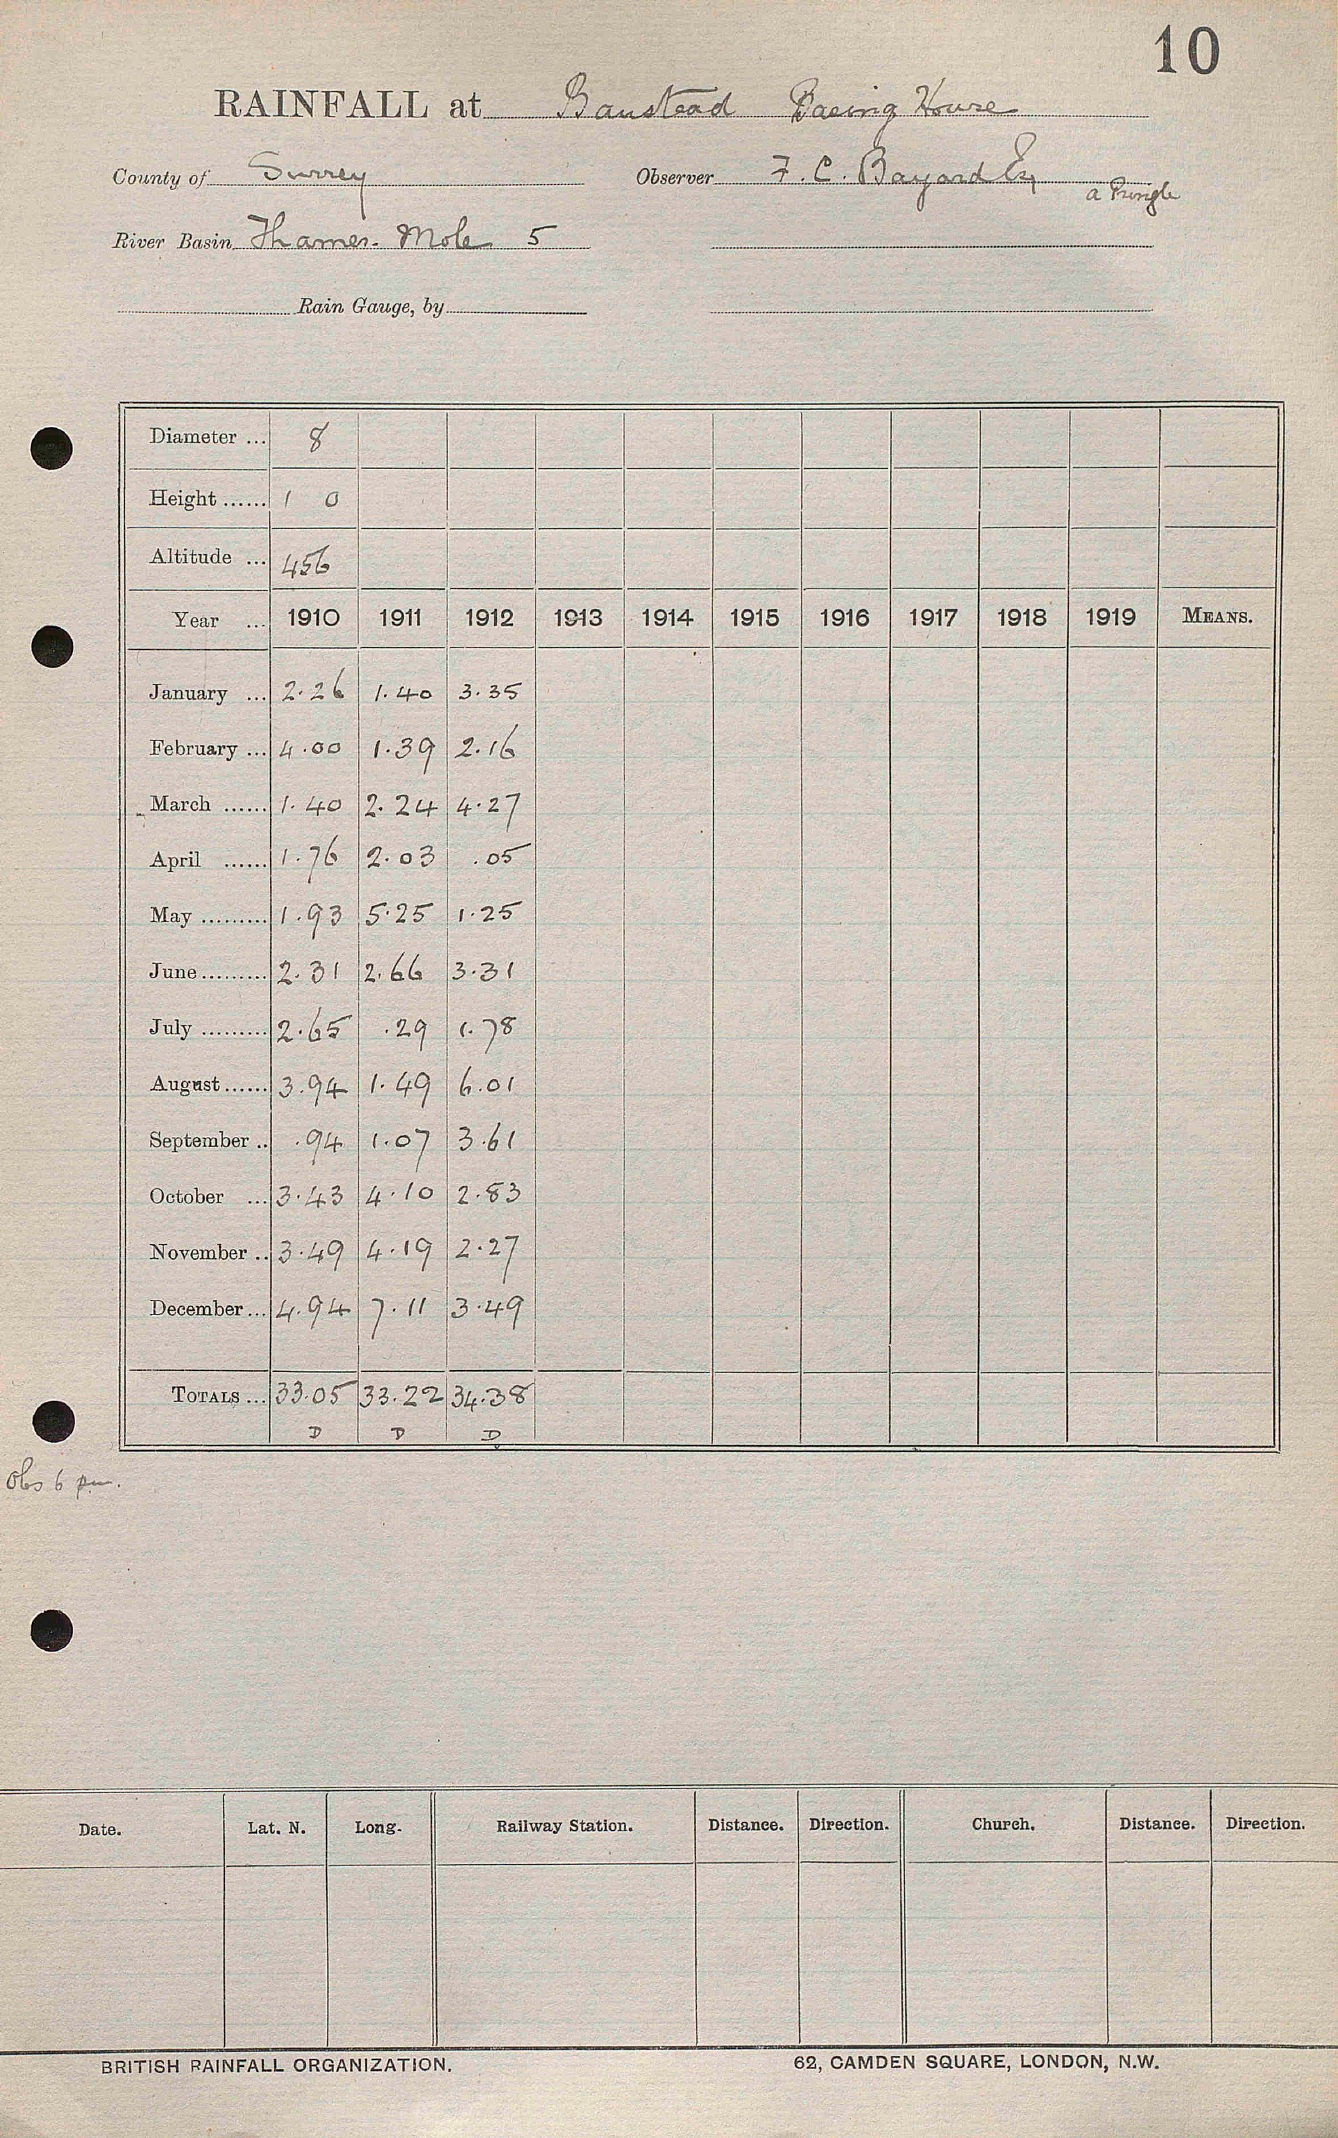 10
RAINFALL at Banstead Basing House
County of Surrey Observer F. C. Bayard Esq
a Pringle
River Basin Thames. Mole 5
Rain Gauge, by
Diameter ... 8
Height ...... 1 0
Altitude ... 456
Year ... 1910 1911 1912 1913 1914 1915 1916 1917 1918 1919 MEANS.
January ... 2.26 1.40 3.35
February ... 4.00 1.39 2.16
March ...... 1.40 2.24 4.27
April ...... 1.76 2.03 .05
May ......... 1.93 5.25 1.25
June ......... 2.31 2.66 3.31
July ......... 2.65 .29 1.78
August ...... 3.94 1.49 6.01
September .. .94 1.07 3.61
October ... 3.43 4.10 2.83
November .. 3.49 4.19 2.27
December ... 4.94 7.11 3.49
TOTALS ... 33.05 33.22 34.38
D D D
Obs 6 pm.
Date. Lat. N. Long. Railway Station. Distance. Direction. Church. Distance. Direction.
BRITISH RAINFALL ORGANIZATION. 62, CAMDEN SQUARE, LONDON, N.W.